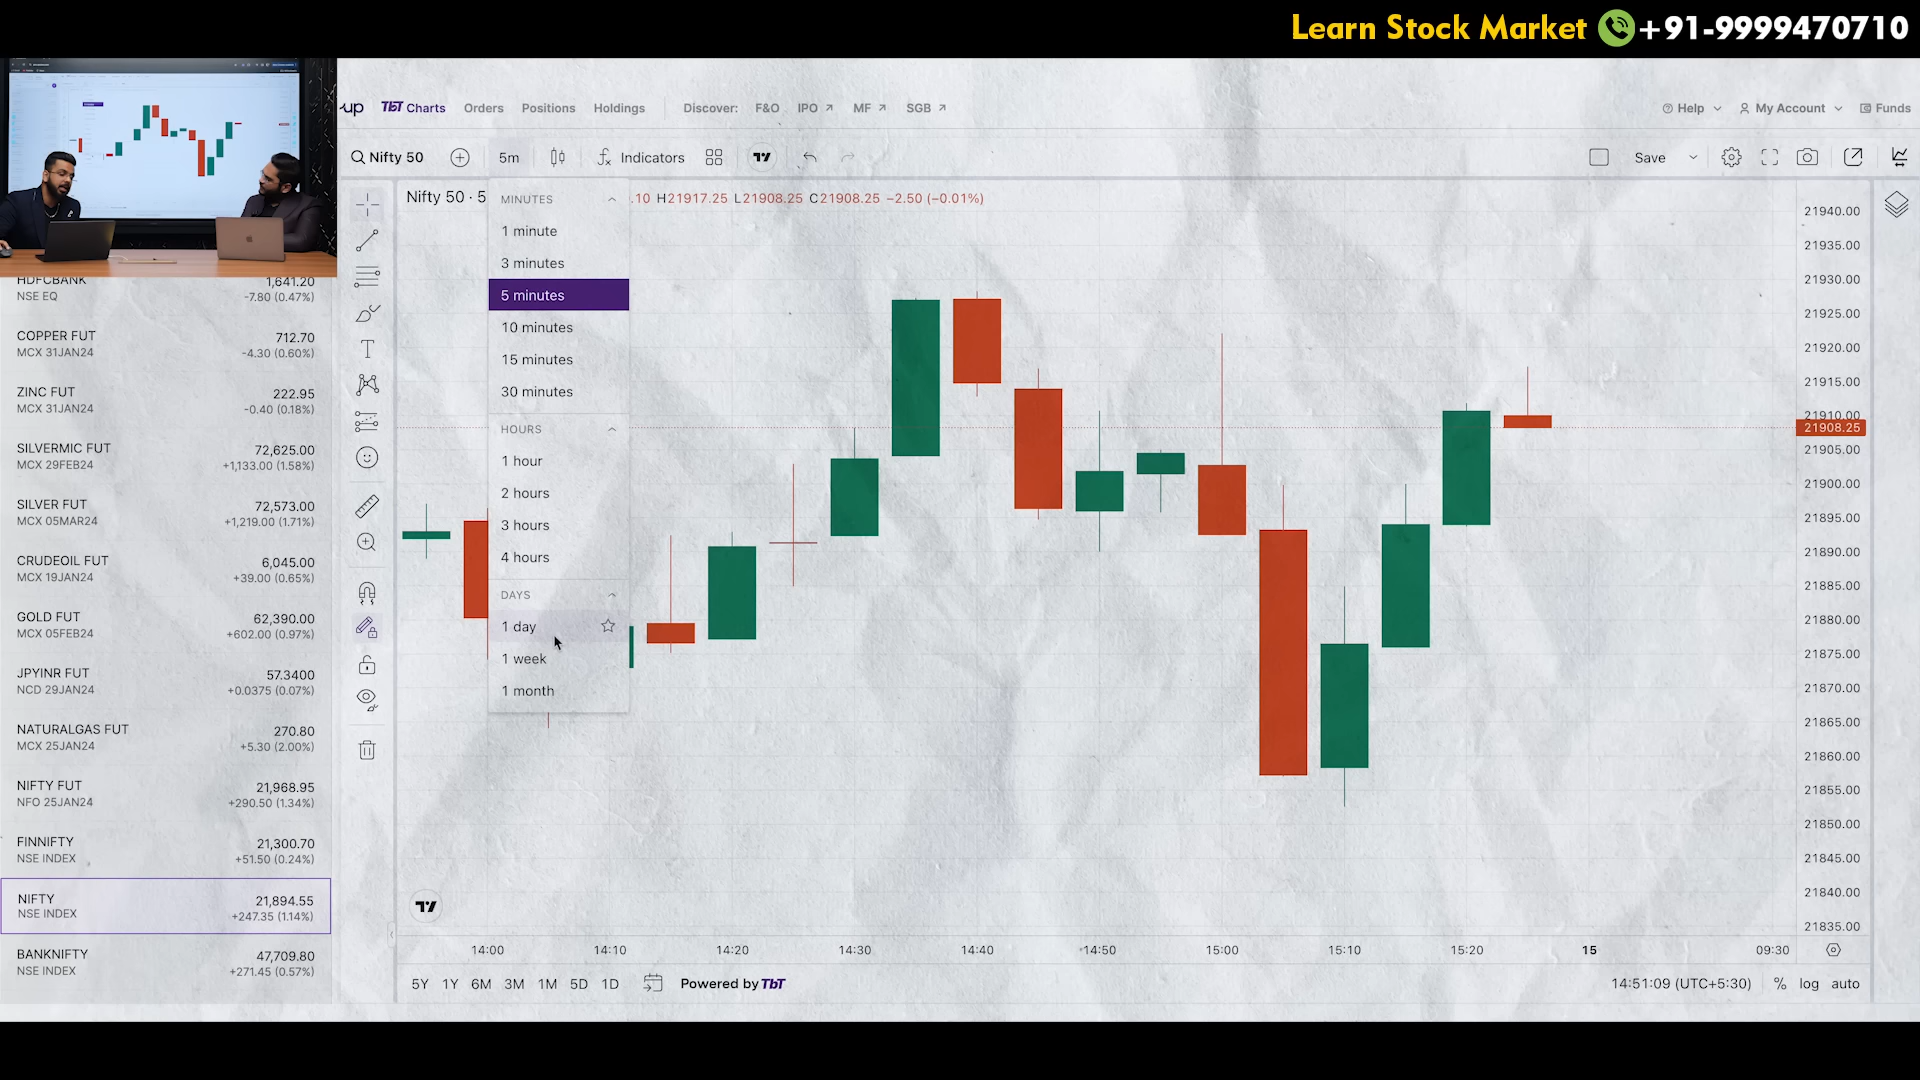 Learn Stock Market +91-9999470710
up TbT Charts Orders Positions Holdings Discover: F&O IPO ↗ MF ↗ SGB ↗ Help My Account Funds
Nifty 50 5m Indicators Save
Nifty 50 · 5 .10 H21917.25 L21908.25 C21908.25 −2.50 (−0.01%)
MINUTES
1 minute
3 minutes
5 minutes
10 minutes
15 minutes
30 minutes
HOURS
1 hour
2 hours
3 hours
4 hours
DAYS
1 day
1 week
1 month
HDFCBANK 1,641.20
NSE EQ -7.80 (0.47%)
COPPER FUT 712.70
MCX 31JAN24 -4.30 (0.60%)
ZINC FUT 222.95
MCX 31JAN24 -0.40 (0.18%)
SILVERMIC FUT 72,625.00
MCX 29FEB24 +1,133.00 (1.58%)
SILVER FUT 72,573.00
MCX 05MAR24 +1,219.00 (1.71%)
CRUDEOIL FUT 6,045.00
MCX 19JAN24 +39.00 (0.65%)
GOLD FUT 62,390.00
MCX 05FEB24 +602.00 (0.97%)
JPYINR FUT 57.3400
NCD 29JAN24 +0.0375 (0.07%)
NATURALGAS FUT 270.80
MCX 25JAN24 +5.30 (2.00%)
NIFTY FUT 21,968.95
NFO 25JAN24 +290.50 (1.34%)
FINNIFTY 21,300.70
NSE INDEX +51.50 (0.24%)
NIFTY 21,894.55
NSE INDEX +247.35 (1.14%)
BANKNIFTY 47,709.80
NSE INDEX +271.45 (0.57%)
21940.00
21935.00
21930.00
21925.00
21920.00
21915.00
21910.00
21908.25
21905.00
21900.00
21895.00
21890.00
21885.00
21880.00
21875.00
21870.00
21865.00
21860.00
21855.00
21850.00
21845.00
21840.00
21835.00
14:00 14:10 14:20 14:30 14:40 14:50 15:00 15:10 15:20 15 09:30
5Y 1Y 6M 3M 1M 5D 1D Powered by TbT 14:51:09 (UTC+5:30) % log auto